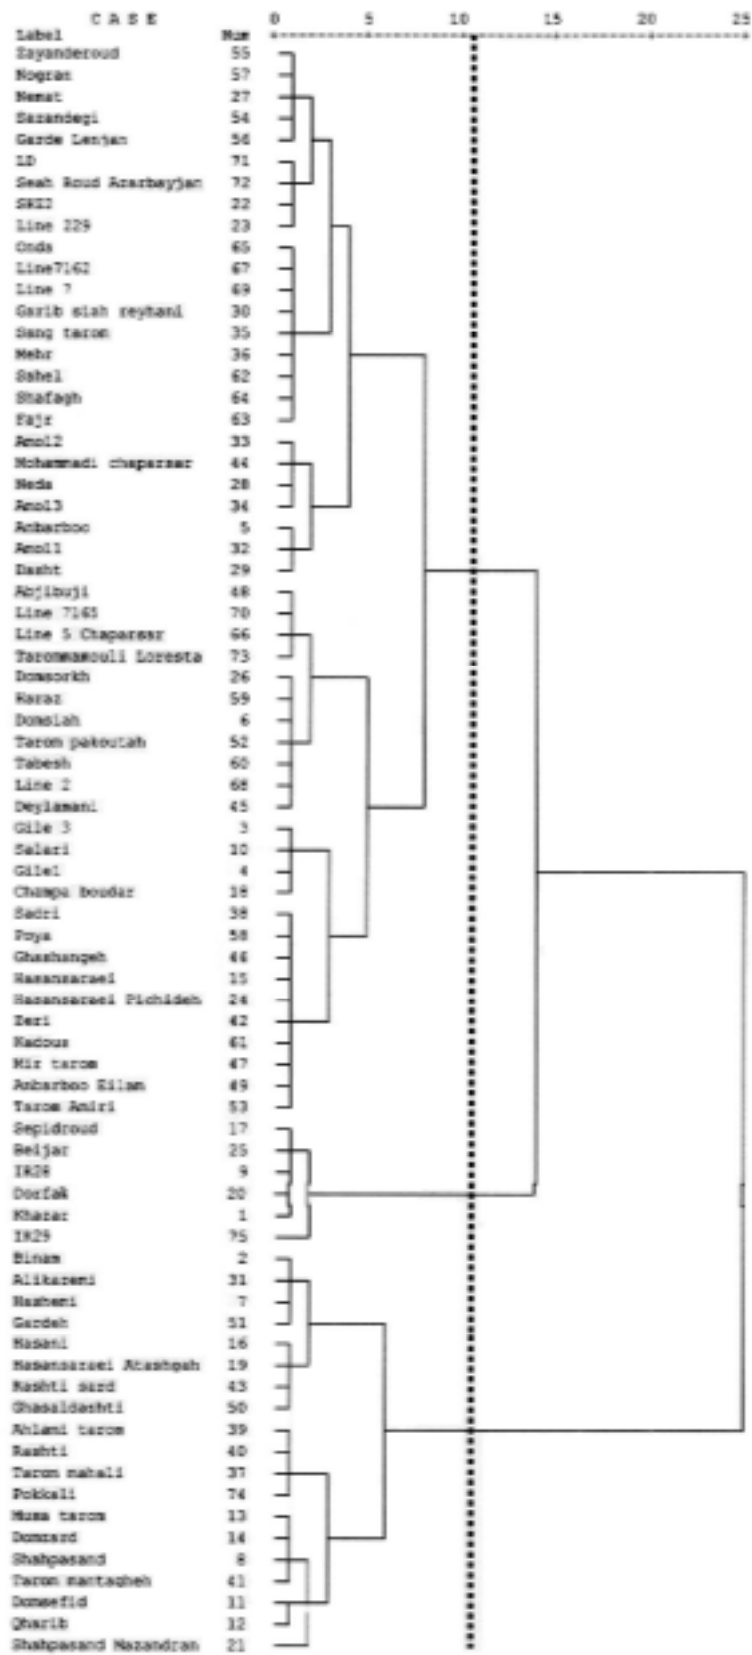 C A S E 0 5 10 15 20 25
Label Num
Zayanderoud 55
Nogran 57
Nemat 27
Sazandegi 54
Garde Lenjan 56
LD 71
Seah Roud Azarbayjan 72
22
Line 229 23
Onda 65
Line7162 67
Line 7 69
Garib siah reyhani 30
Sang tarom 35
Mehr 36
Sahel 62
Shafagh 64
Fajr 63
Amol2 33
Mohammadi chaparsar 44
Neda 28
Amol3 34
Anbarboo 5
Amol1 32
Dasht 29
Abjibuji 48
Line 7165 70
Line 5 Chaparsar 66
Tarommamouli Loresta 73
Domsorkh 26
Haraz 59
Domsiah 6
Tarom pakoutah 52
Tabesh 60
Line 2 68
Deylamani 45
Gile 3 3
Salari 10
Gile1 4
Champa boudar 18
Sadri 38
Poya 58
Ghashangeh 46
Hasansaraei 15
Hasansaraei Pichideh 24
Zeri 42
Kadous 61
Mir tarom 47
Anbarboo Eilam 49
Tarom Amiri 53
Sepidroud 17
Beijar 25
IR28 9
Dorfak 20
Khazar 1
IR29 75
Binam 2
Alikazemi 31
Hashemi 7
Gardeh 51
Hasani 16
Hasansaraei Atashgah 19
Rashti sard 43
Ghasaldashti 50
Ahlami tarom 39
Rashti 40
Tarom mahali 37
Pokkali 74
Musa tarom 13
Domzard 14
Shahpasand 8
Tarom mantagheh 41
Domsefid 11
Qharib 12
Shahpasand Mazandran 21